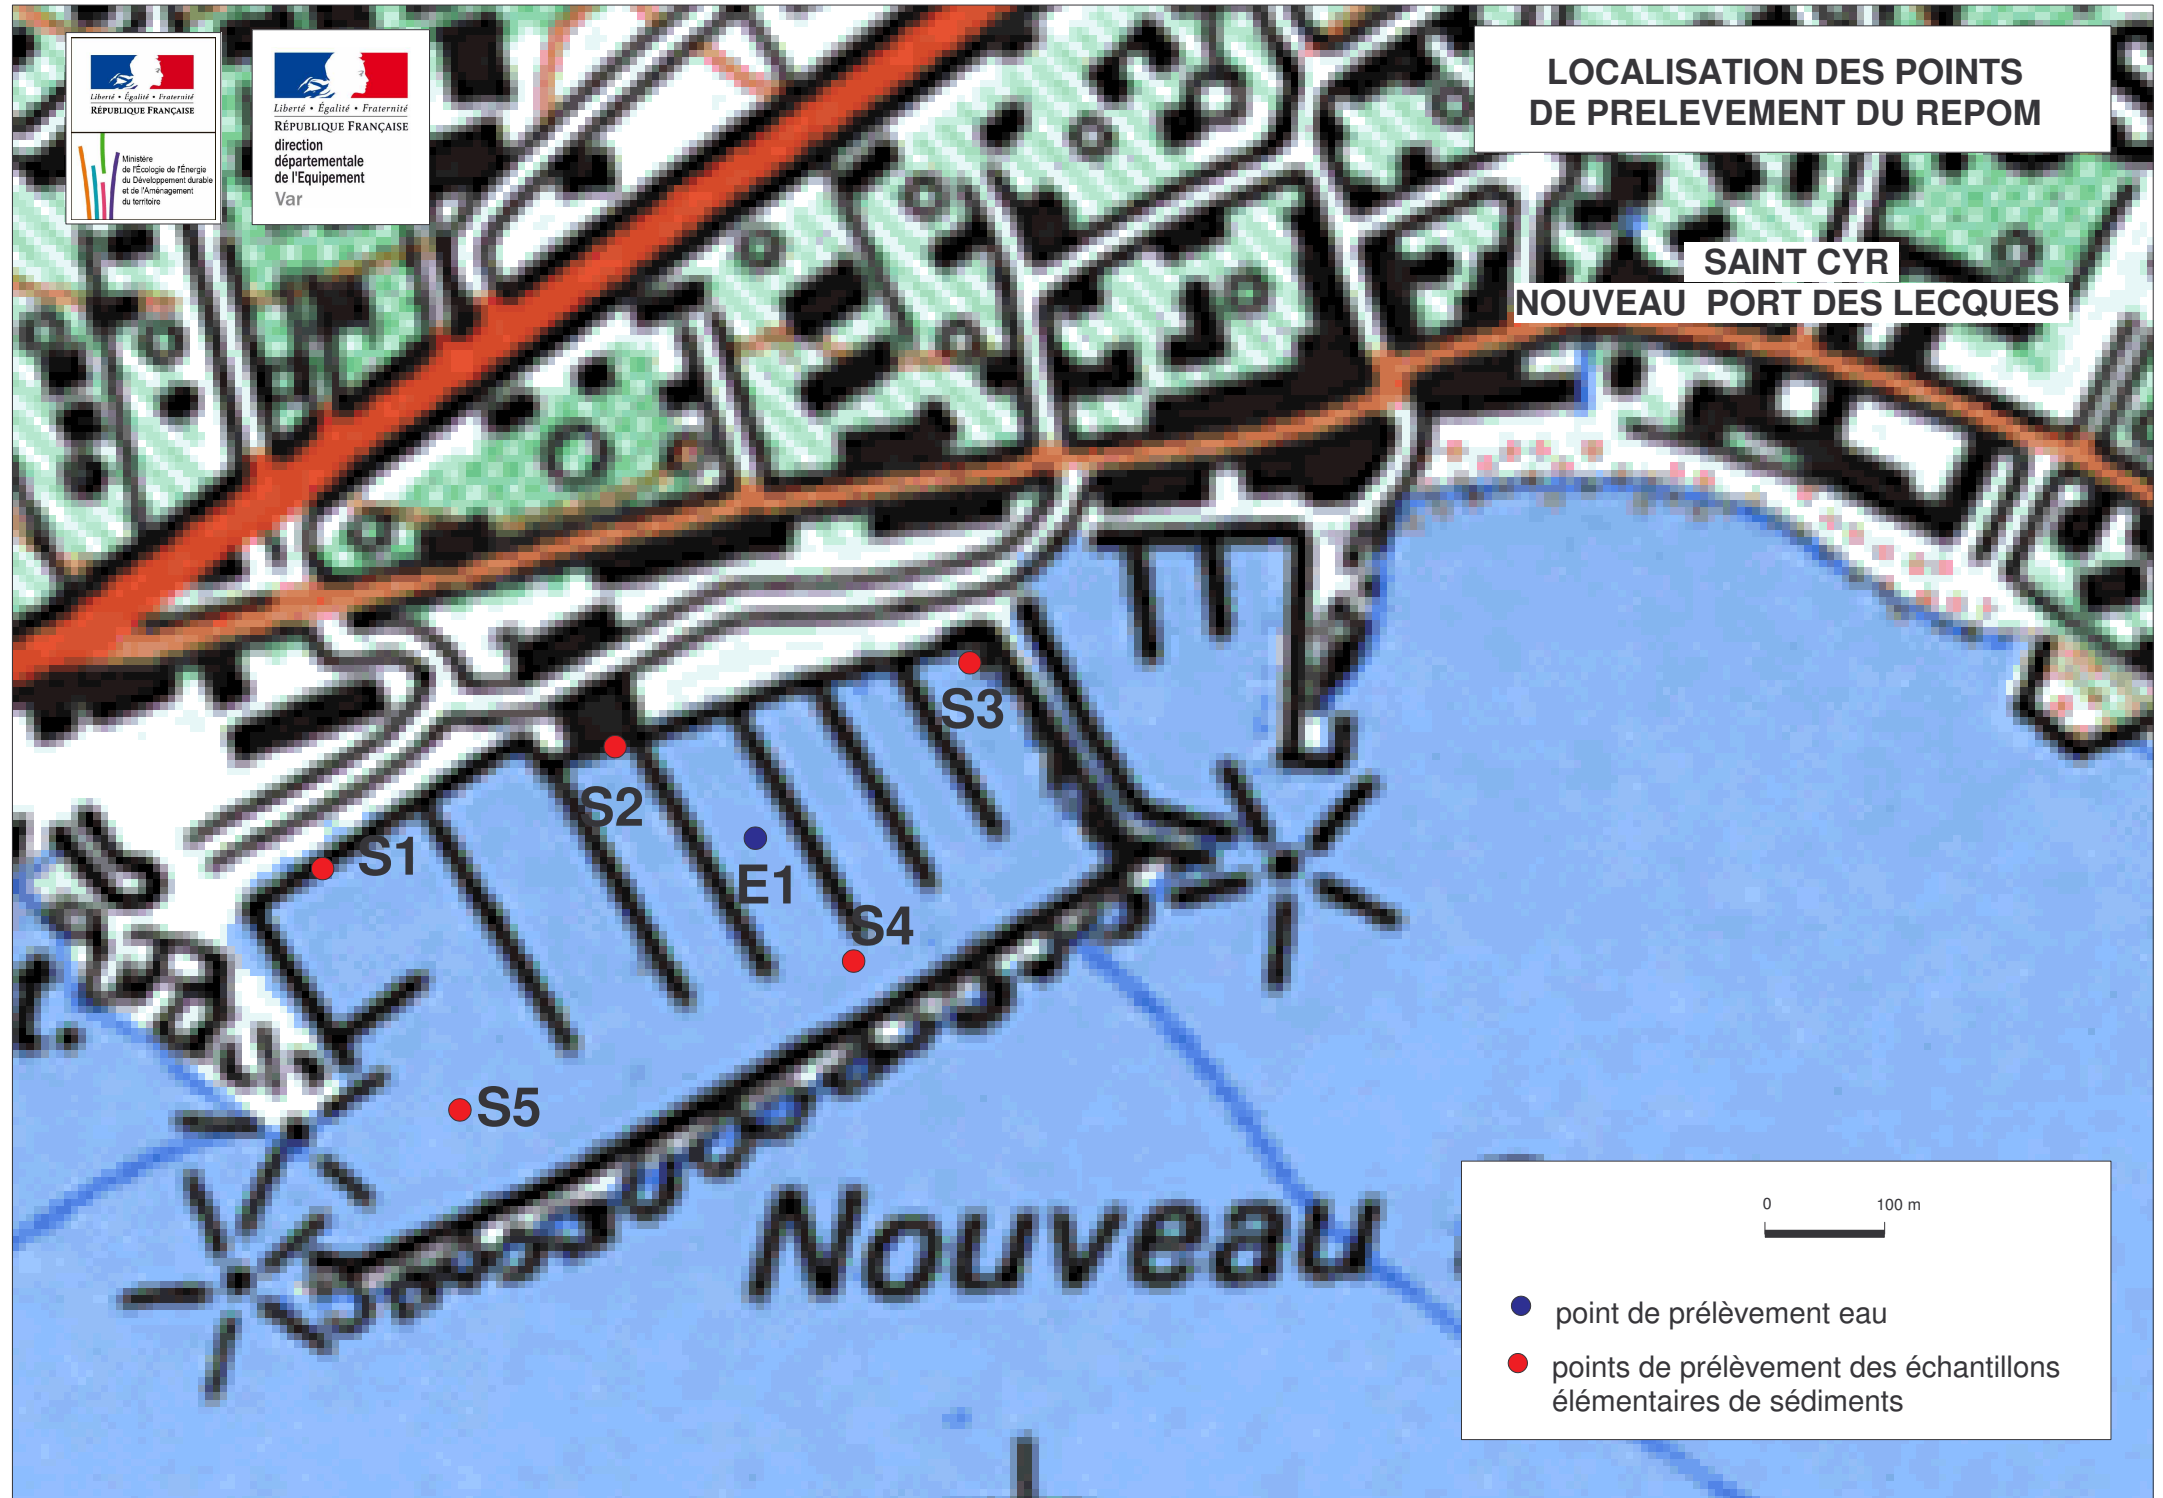 Liberté • Égalité • Fraternité
RÉPUBLIQUE FRANÇAISE
Ministère
de l'Écologie de l'Énergie
du Développement durable
et de l'Aménagement
du territoire
Liberté • Égalité • Fraternité
RÉPUBLIQUE FRANÇAISE
direction
départementale
de l'Equipement
Var
LOCALISATION DES POINTS
DE PRELEVEMENT DU REPOM
SAINT CYR
NOUVEAU PORT DES LECQUES
S3
S2
S1
E1
S4
S5
Nouveau
0 100 m
point de prélèvement eau
points de prélèvement des échantillons
élémentaires de sédiments